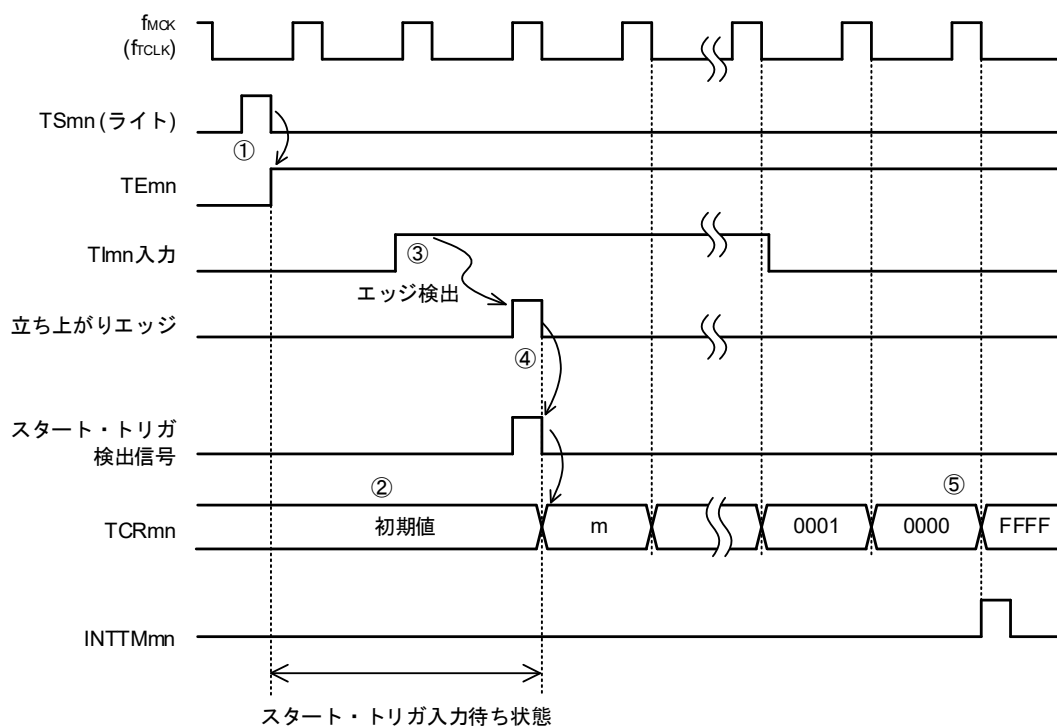 fMCK
(fTCLK)
TSmn (ライト)
①
TEmn
TImn入力
③
エッジ検出
立ち上がりエッジ
④
スタート・トリガ
検出信号
②
⑤
TCRmn
初期値
m
0001
0000
FFFF
INTTMmn
スタート・トリガ入力待ち状態